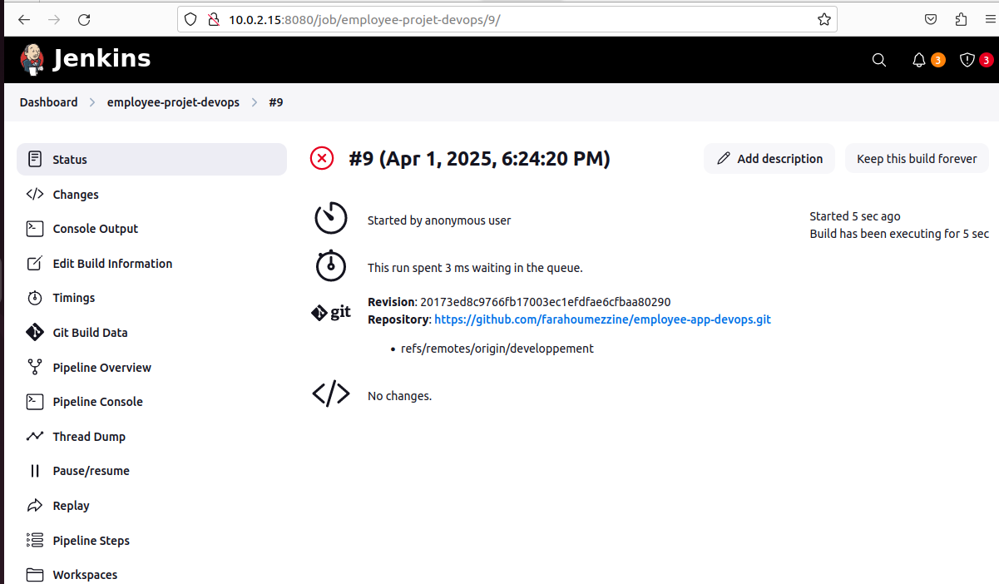 10.0.2.15:8080/job/employee-projet-devops/9/
Jenkins
3
3
Dashboard
employee-projet-devops
#9
Status
#9 (Apr 1, 2025, 6:24:20 PM)
Add description
Keep this build forever
Changes
Console Output
Edit Build Information
Timings
Git Build Data
Pipeline Overview
Pipeline Console
Thread Dump
Pause/resume
Replay
Pipeline Steps
Workspaces
Started by anonymous user
Started 5 sec ago
Build has been executing for 5 sec
This run spent 3 ms waiting in the queue.
git
Revision: 20173ed8c9766fb17003ec1efdfae6cfbaa80290
Repository: https://github.com/farahoumezzine/employee-app-devops.git
• refs/remotes/origin/developpement
No changes.